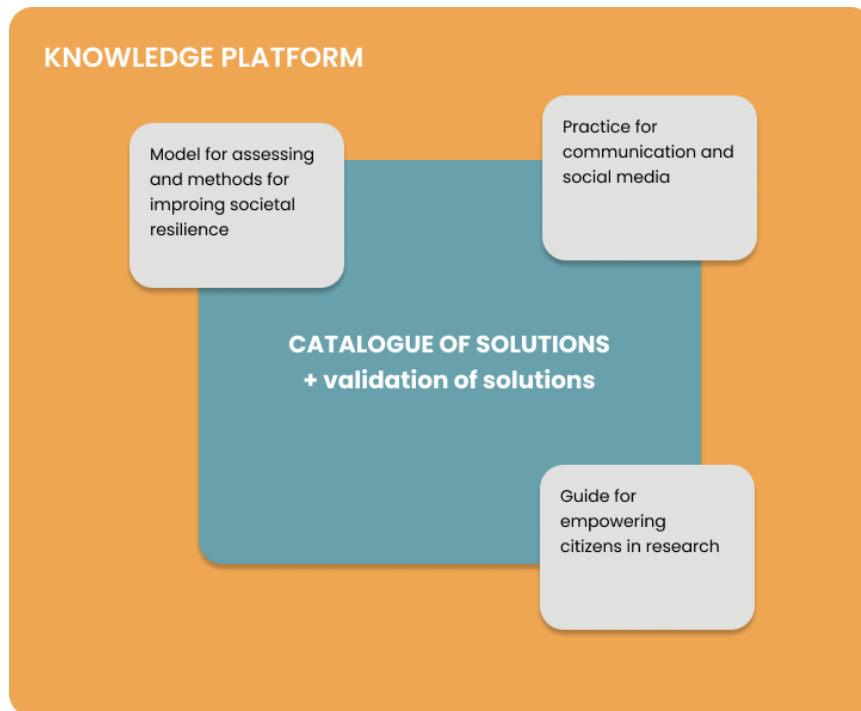 KNOWLEDGE PLATFORM
Model for assessing
and methods for
improing societal
resilience
Practice for
communication and
social media
CATALOGUE OF SOLUTIONS
+ validation of solutions
Guide for
empowering
citizens in research